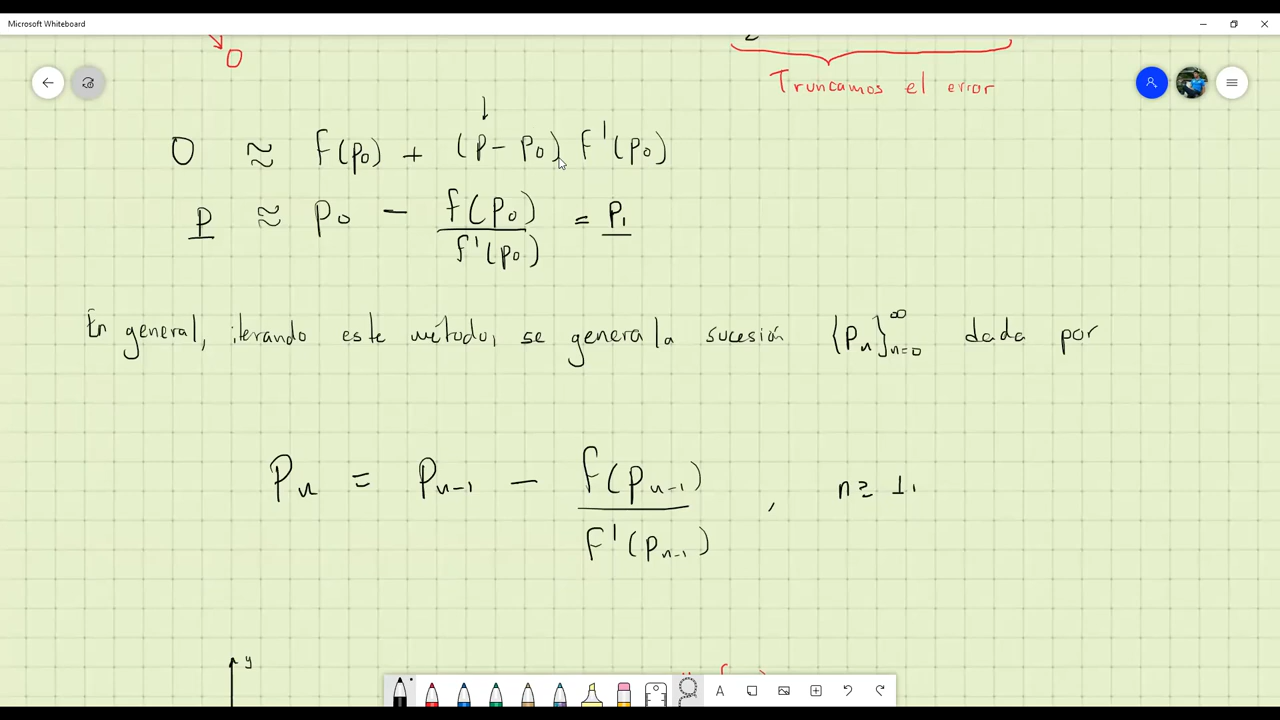 Microsoft Whiteboard
0
Truncamos el error
0 ≈ f(p₀) + (p - p₀) f'(p₀)
p ≈ p₀ - f(p₀) / f'(p₀) = p₁
En general, iterando este método, se genera la sucesión {pₙ}ₙ₌₀^∞ dada por
pₙ = pₙ₋₁ - f(pₙ₋₁) / f'(pₙ₋₁) , n ≥ 1.
y
A